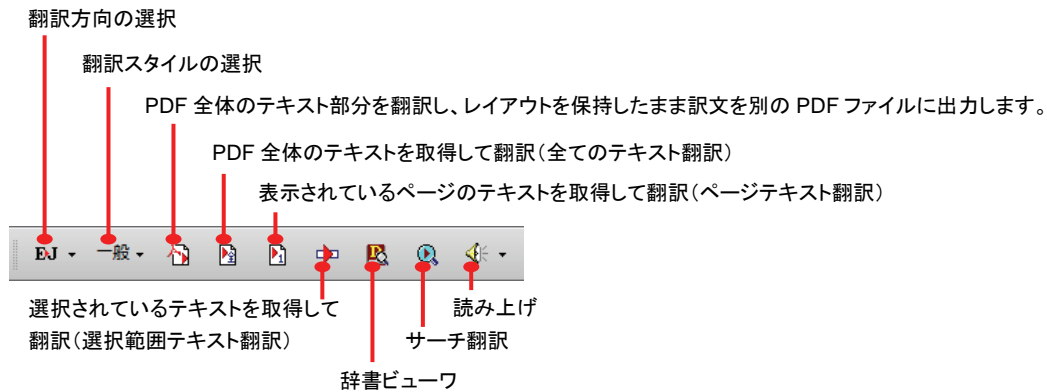 翻訳方向の選択
翻訳スタイルの選択
PDF 全体のテキスト部分を翻訳し、レイアウトを保持したまま訳文を別の PDF ファイルに出力します。
PDF 全体のテキストを取得して翻訳（全てのテキスト翻訳）
表示されているページのテキストを取得して翻訳（ページテキスト翻訳）
EJ 一般
選択されているテキストを取得して
翻訳（選択範囲テキスト翻訳）
読み上げ
サーチ翻訳
辞書ビューワ